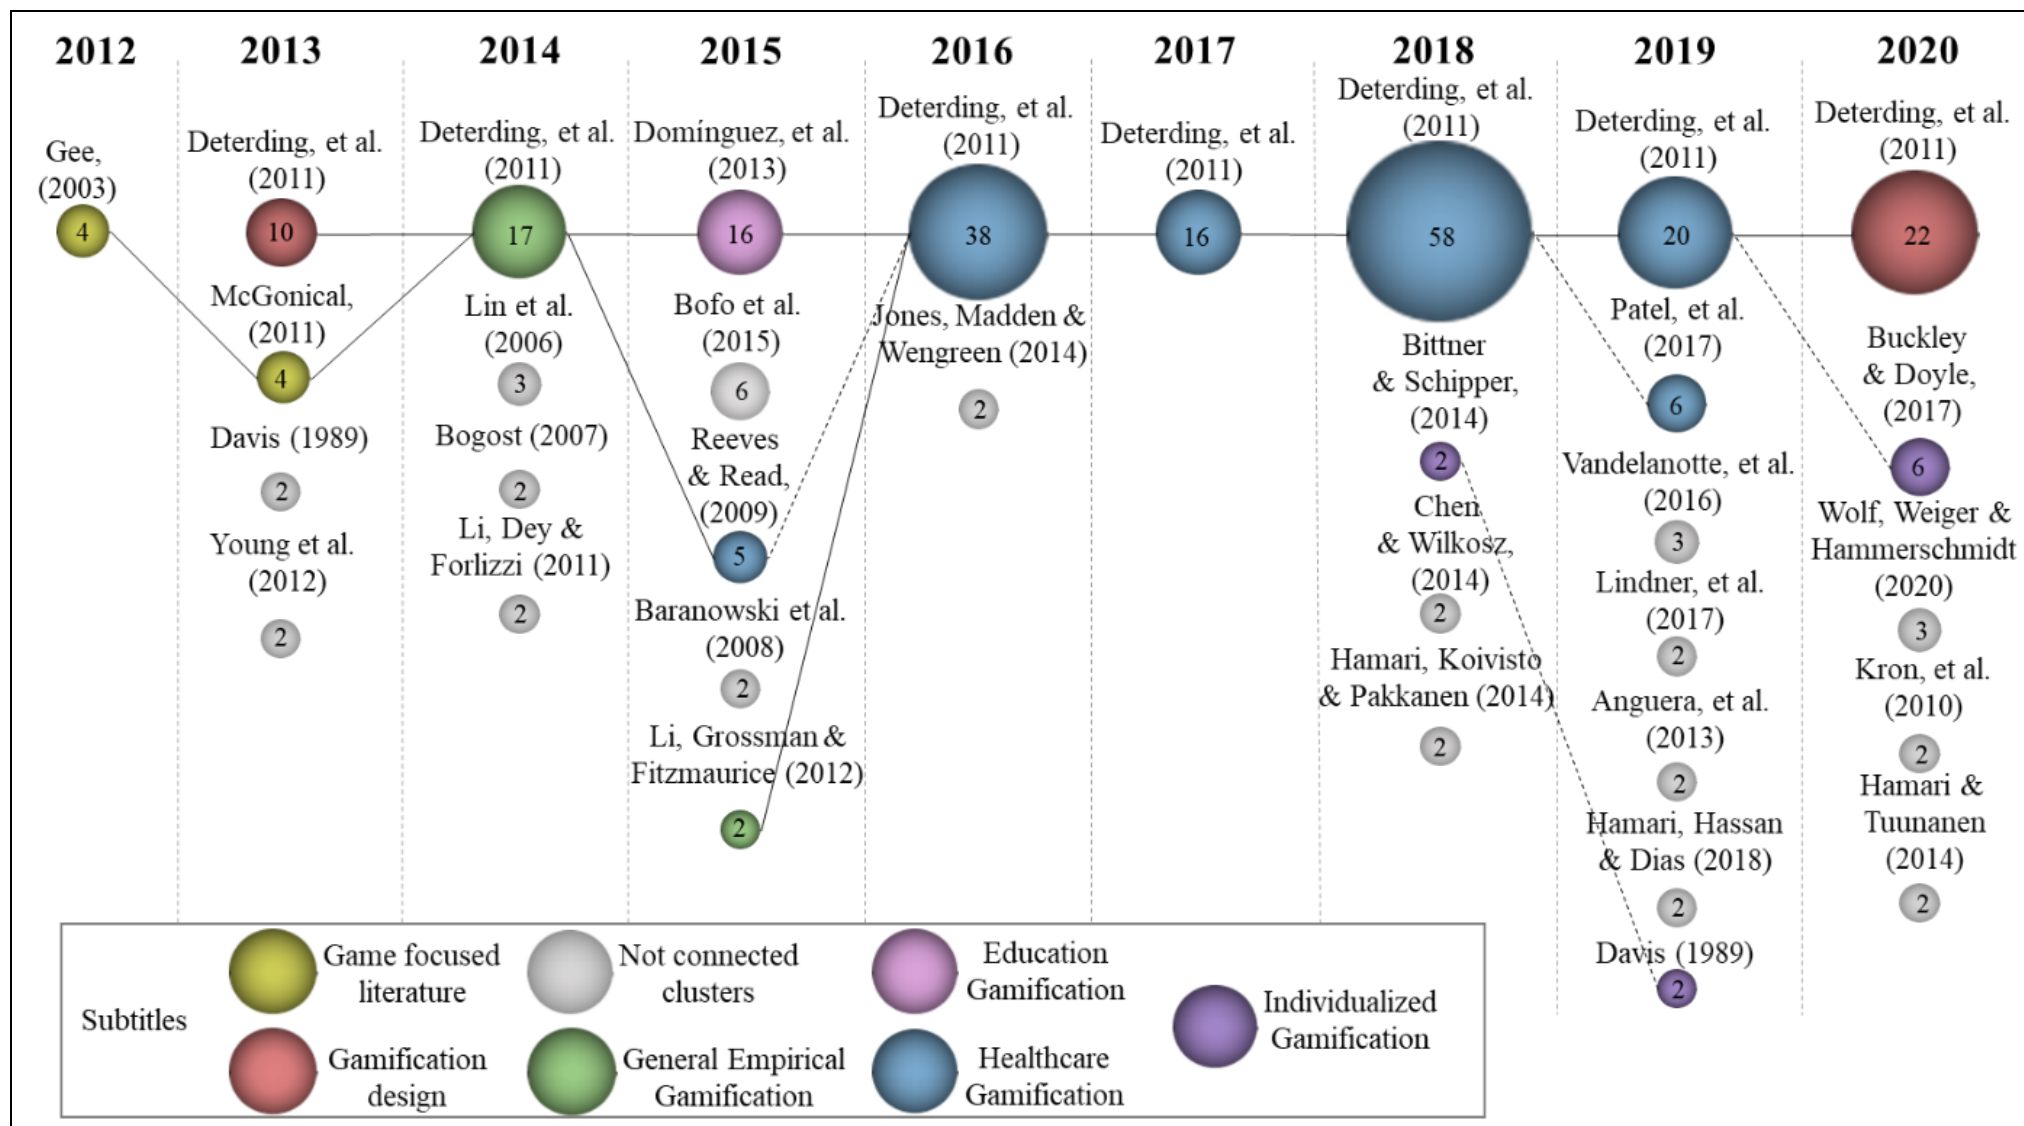 2012
2013
2014
2015
2016
2017
2018
2019
2020
Gee,
(2003)
4
Deterding, et al.
(2011)
10
McGonical,
(2011)
4
Davis (1989)
2
Young et al.
(2012)
2
Deterding, et al.
(2011)
17
Lin et al.
(2006)
3
Bogost (2007)
2
Li, Dey &
Forlizzi (2011)
2
Domínguez, et al.
(2013)
16
Bofo et al.
(2015)
6
Reeves
& Read,
(2009)
5
Baranowski et al.
(2008)
2
Li, Grossman &
Fitzmaurice (2012)
2
Deterding, et al.
(2011)
38
Jones, Madden &
Wengreen (2014)
2
Deterding, et al.
(2011)
16
Deterding, et al.
(2011)
58
Bittner
& Schipper,
(2014)
2
Chen
& Wilkosz,
(2014)
2
Hamari, Koivisto
& Pakkanen (2014)
2
Deterding, et al.
(2011)
20
Patel, et al.
(2017)
6
Vandelanotte, et al.
(2016)
3
Lindner, et al.
(2017)
2
Anguera, et al.
(2013)
2
Hamari, Hassan
& Dias (2018)
2
Davis (1989)
2
Deterding, et al.
(2011)
22
Buckley
& Doyle,
(2017)
6
Wolf, Weiger &
Hammerschmidt
(2020)
3
Kron, et al.
(2010)
2
Hamari &
Tuunanen
(2014)
2
Subtitles
Game focused
literature
Not connected
clusters
Education
Gamification
Individualized
Gamification
Gamification
design
General Empirical
Gamification
Healthcare
Gamification